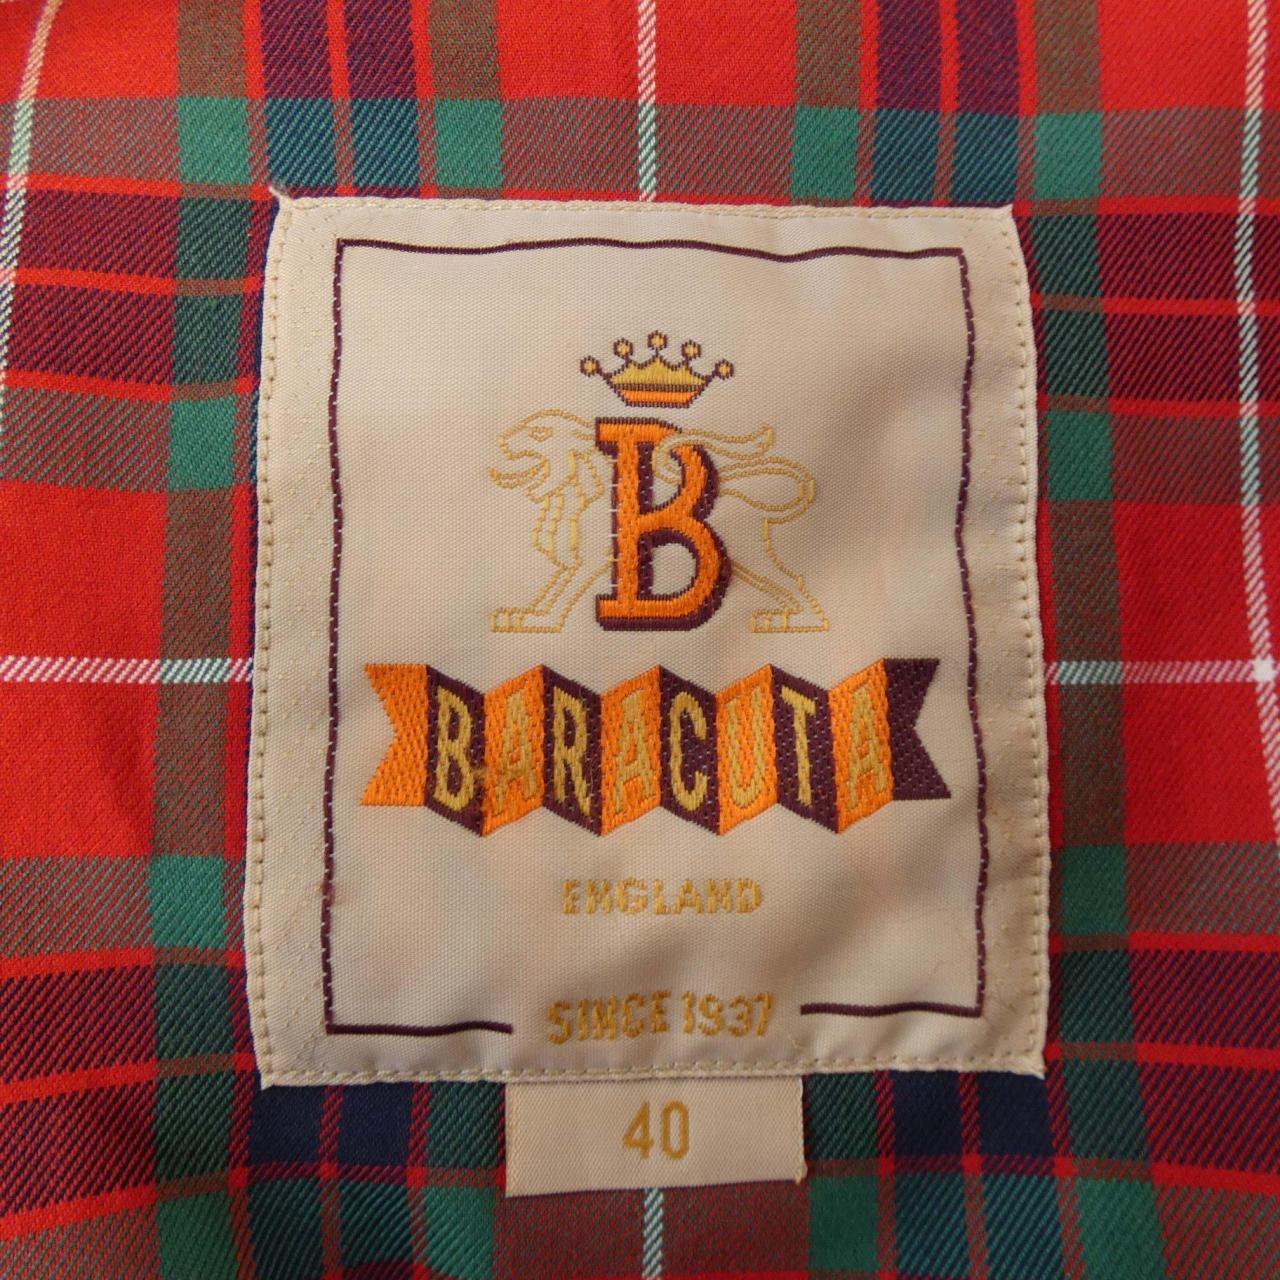 B
BARACUTA
ENGLAND
SINCE 1937
40